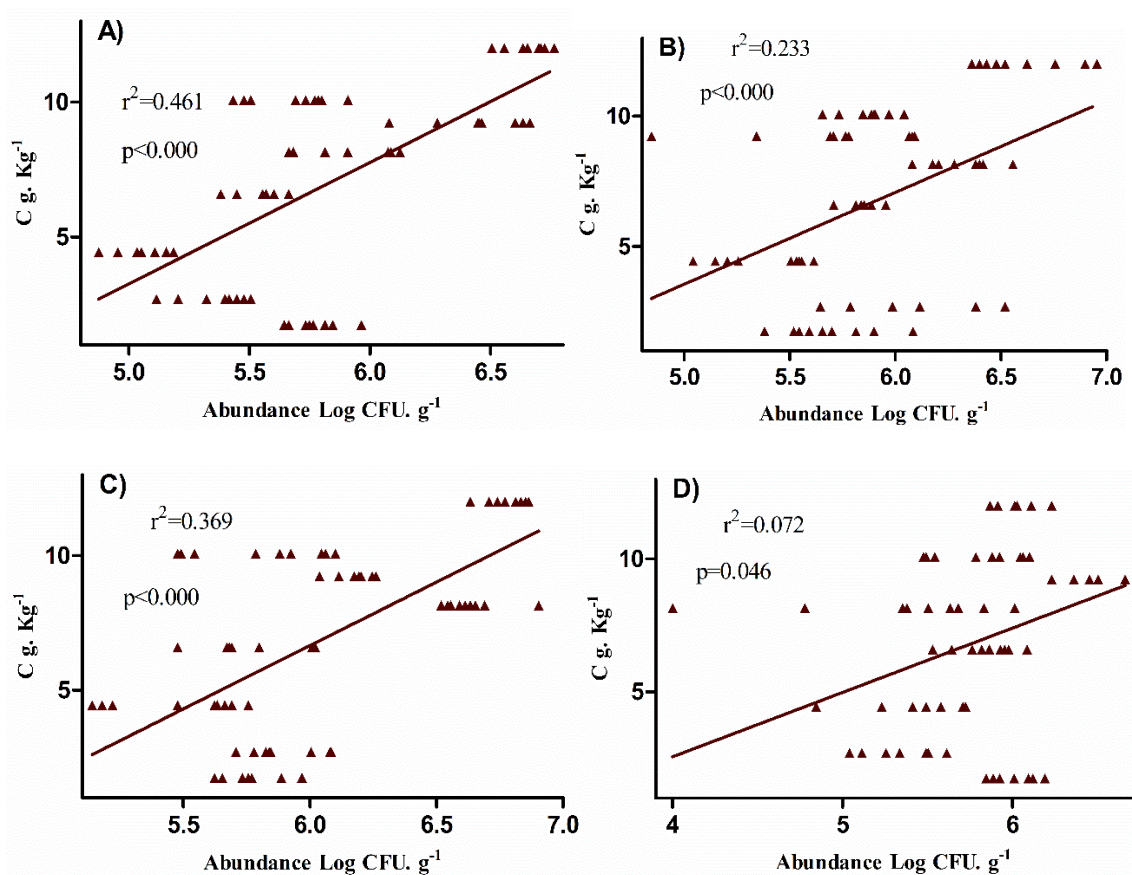 A)
r²=0.461
p<0.000
10
5
C g. Kg⁻¹
5.0 5.5 6.0 6.5
Abundance Log CFU. g⁻¹
B)
r²=0.233
p<0.000
15
10
5
C g. Kg⁻¹
5.0 5.5 6.0 6.5 7.0
Abundance Log CFU. g⁻¹
C)
r²=0.369
p<0.000
10
5
C g. Kg⁻¹
5.5 6.0 6.5 7.0
Abundance Log CFU. g⁻¹
D)
r²=0.072
p=0.046
10
5
C g. Kg⁻¹
4 5 6
Abundance Log CFU. g⁻¹